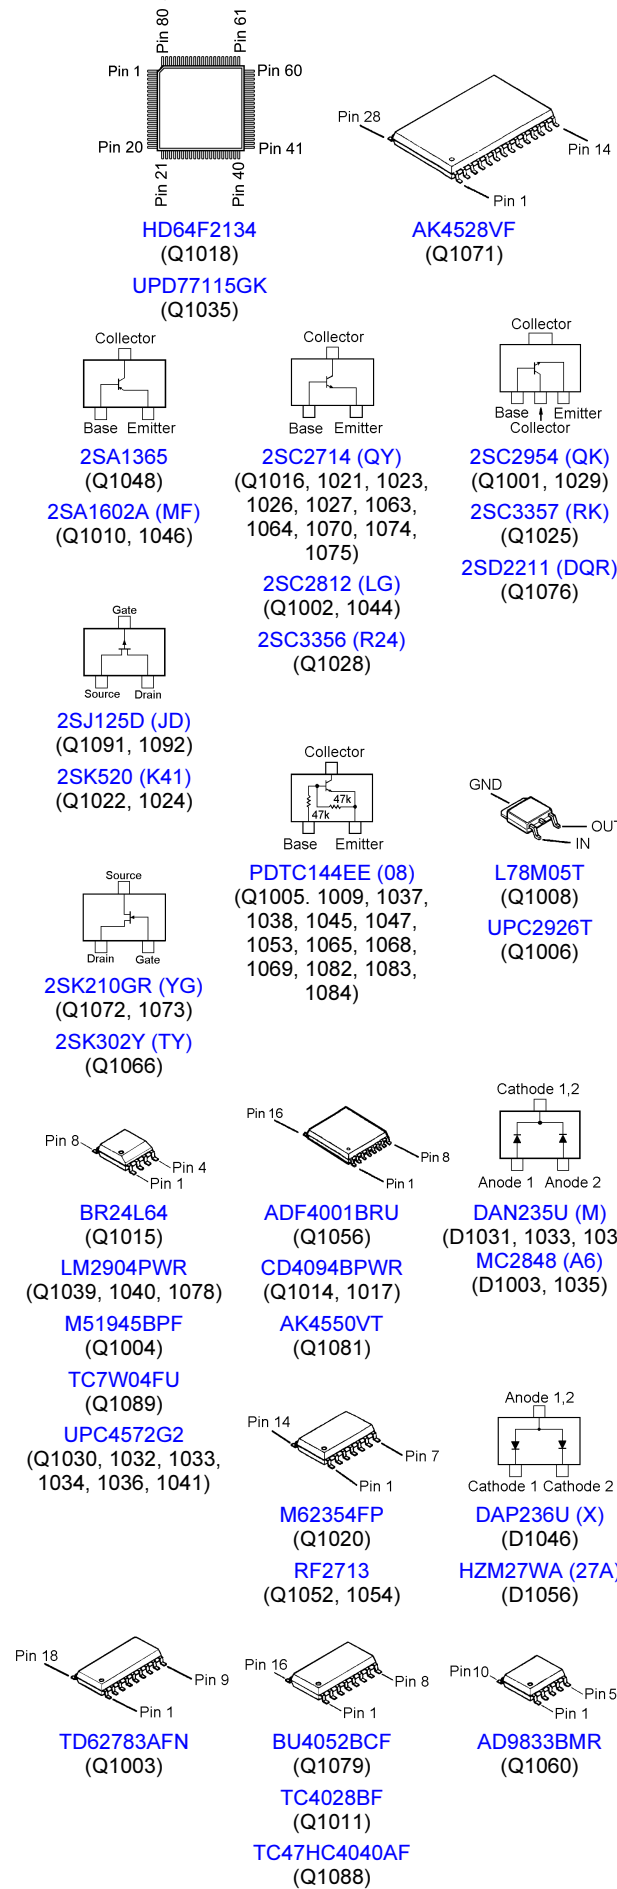 Pin 80
Pin 61
Pin 1
Pin 60
Pin 20
Pin 41
Pin 21
Pin 40
HD64F2134
(Q1018)
UPD77115GK
(Q1035)
Pin 28
Pin 14
Pin 1
AK4528VF
(Q1071)
Collector
Base Emitter
2SA1365
(Q1048)
2SA1602A (MF)
(Q1010, 1046)
Collector
Base Emitter
2SC2714 (QY)
(Q1016, 1021, 1023,
1026, 1027, 1063,
1064, 1070, 1074,
1075)
2SC2812 (LG)
(Q1002, 1044)
2SC3356 (R24)
(Q1028)
Collector
Base Emitter
Collector
2SC2954 (QK)
(Q1001, 1029)
2SC3357 (RK)
(Q1025)
2SD2211 (DQR)
(Q1076)
Gate
Source Drain
2SJ125D (JD)
(Q1091, 1092)
2SK520 (K41)
(Q1022, 1024)
Collector
47k
47k
Base Emitter
PDTC144EE (08)
(Q1005. 1009, 1037,
1038, 1045, 1047,
1053, 1065, 1068,
1069, 1082, 1083,
1084)
GND
OUT
IN
L78M05T
(Q1008)
UPC2926T
(Q1006)
Source
Drain Gate
2SK210GR (YG)
(Q1072, 1073)
2SK302Y (TY)
(Q1066)
Pin 8
Pin 4
Pin 1
BR24L64
(Q1015)
LM2904PWR
(Q1039, 1040, 1078)
M51945BPF
(Q1004)
TC7W04FU
(Q1089)
UPC4572G2
(Q1030, 1032, 1033,
1034, 1036, 1041)
Pin 16
Pin 8
Pin 1
ADF4001BRU
(Q1056)
CD4094BPWR
(Q1014, 1017)
AK4550VT
(Q1081)
Cathode 1,2
Anode 1 Anode 2
DAN235U (M)
(D1031, 1033, 103
MC2848 (A6)
(D1003, 1035)
Pin 14
Pin 7
Pin 1
M62354FP
(Q1020)
RF2713
(Q1052, 1054)
Anode 1,2
Cathode 1 Cathode 2
DAP236U (X)
(D1046)
HZM27WA (27A)
(D1056)
Pin 18
Pin 9
Pin 1
TD62783AFN
(Q1003)
Pin 16
Pin 8
Pin 1
BU4052BCF
(Q1079)
TC4028BF
(Q1011)
TC47HC4040AF
(Q1088)
Pin10
Pin 5
Pin 1
AD9833BMR
(Q1060)